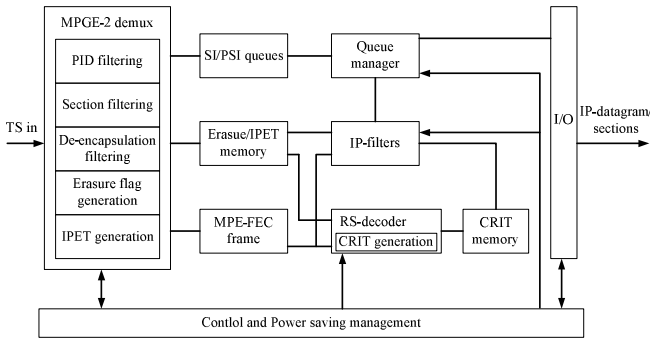 MPGE-2 demux
PID filtering
Section filtering
De-encapsulation
filtering
Erasure flag
generation
IPET generation
TS in
SI/PSI queues
Erasue/IPET
memory
MPE-FEC
frame
Queue
manager
IP-filters
RS-decoder
CRIT generation
CRIT
memory
I/O
IP-datagram/
sections
Contlol and Power saving management